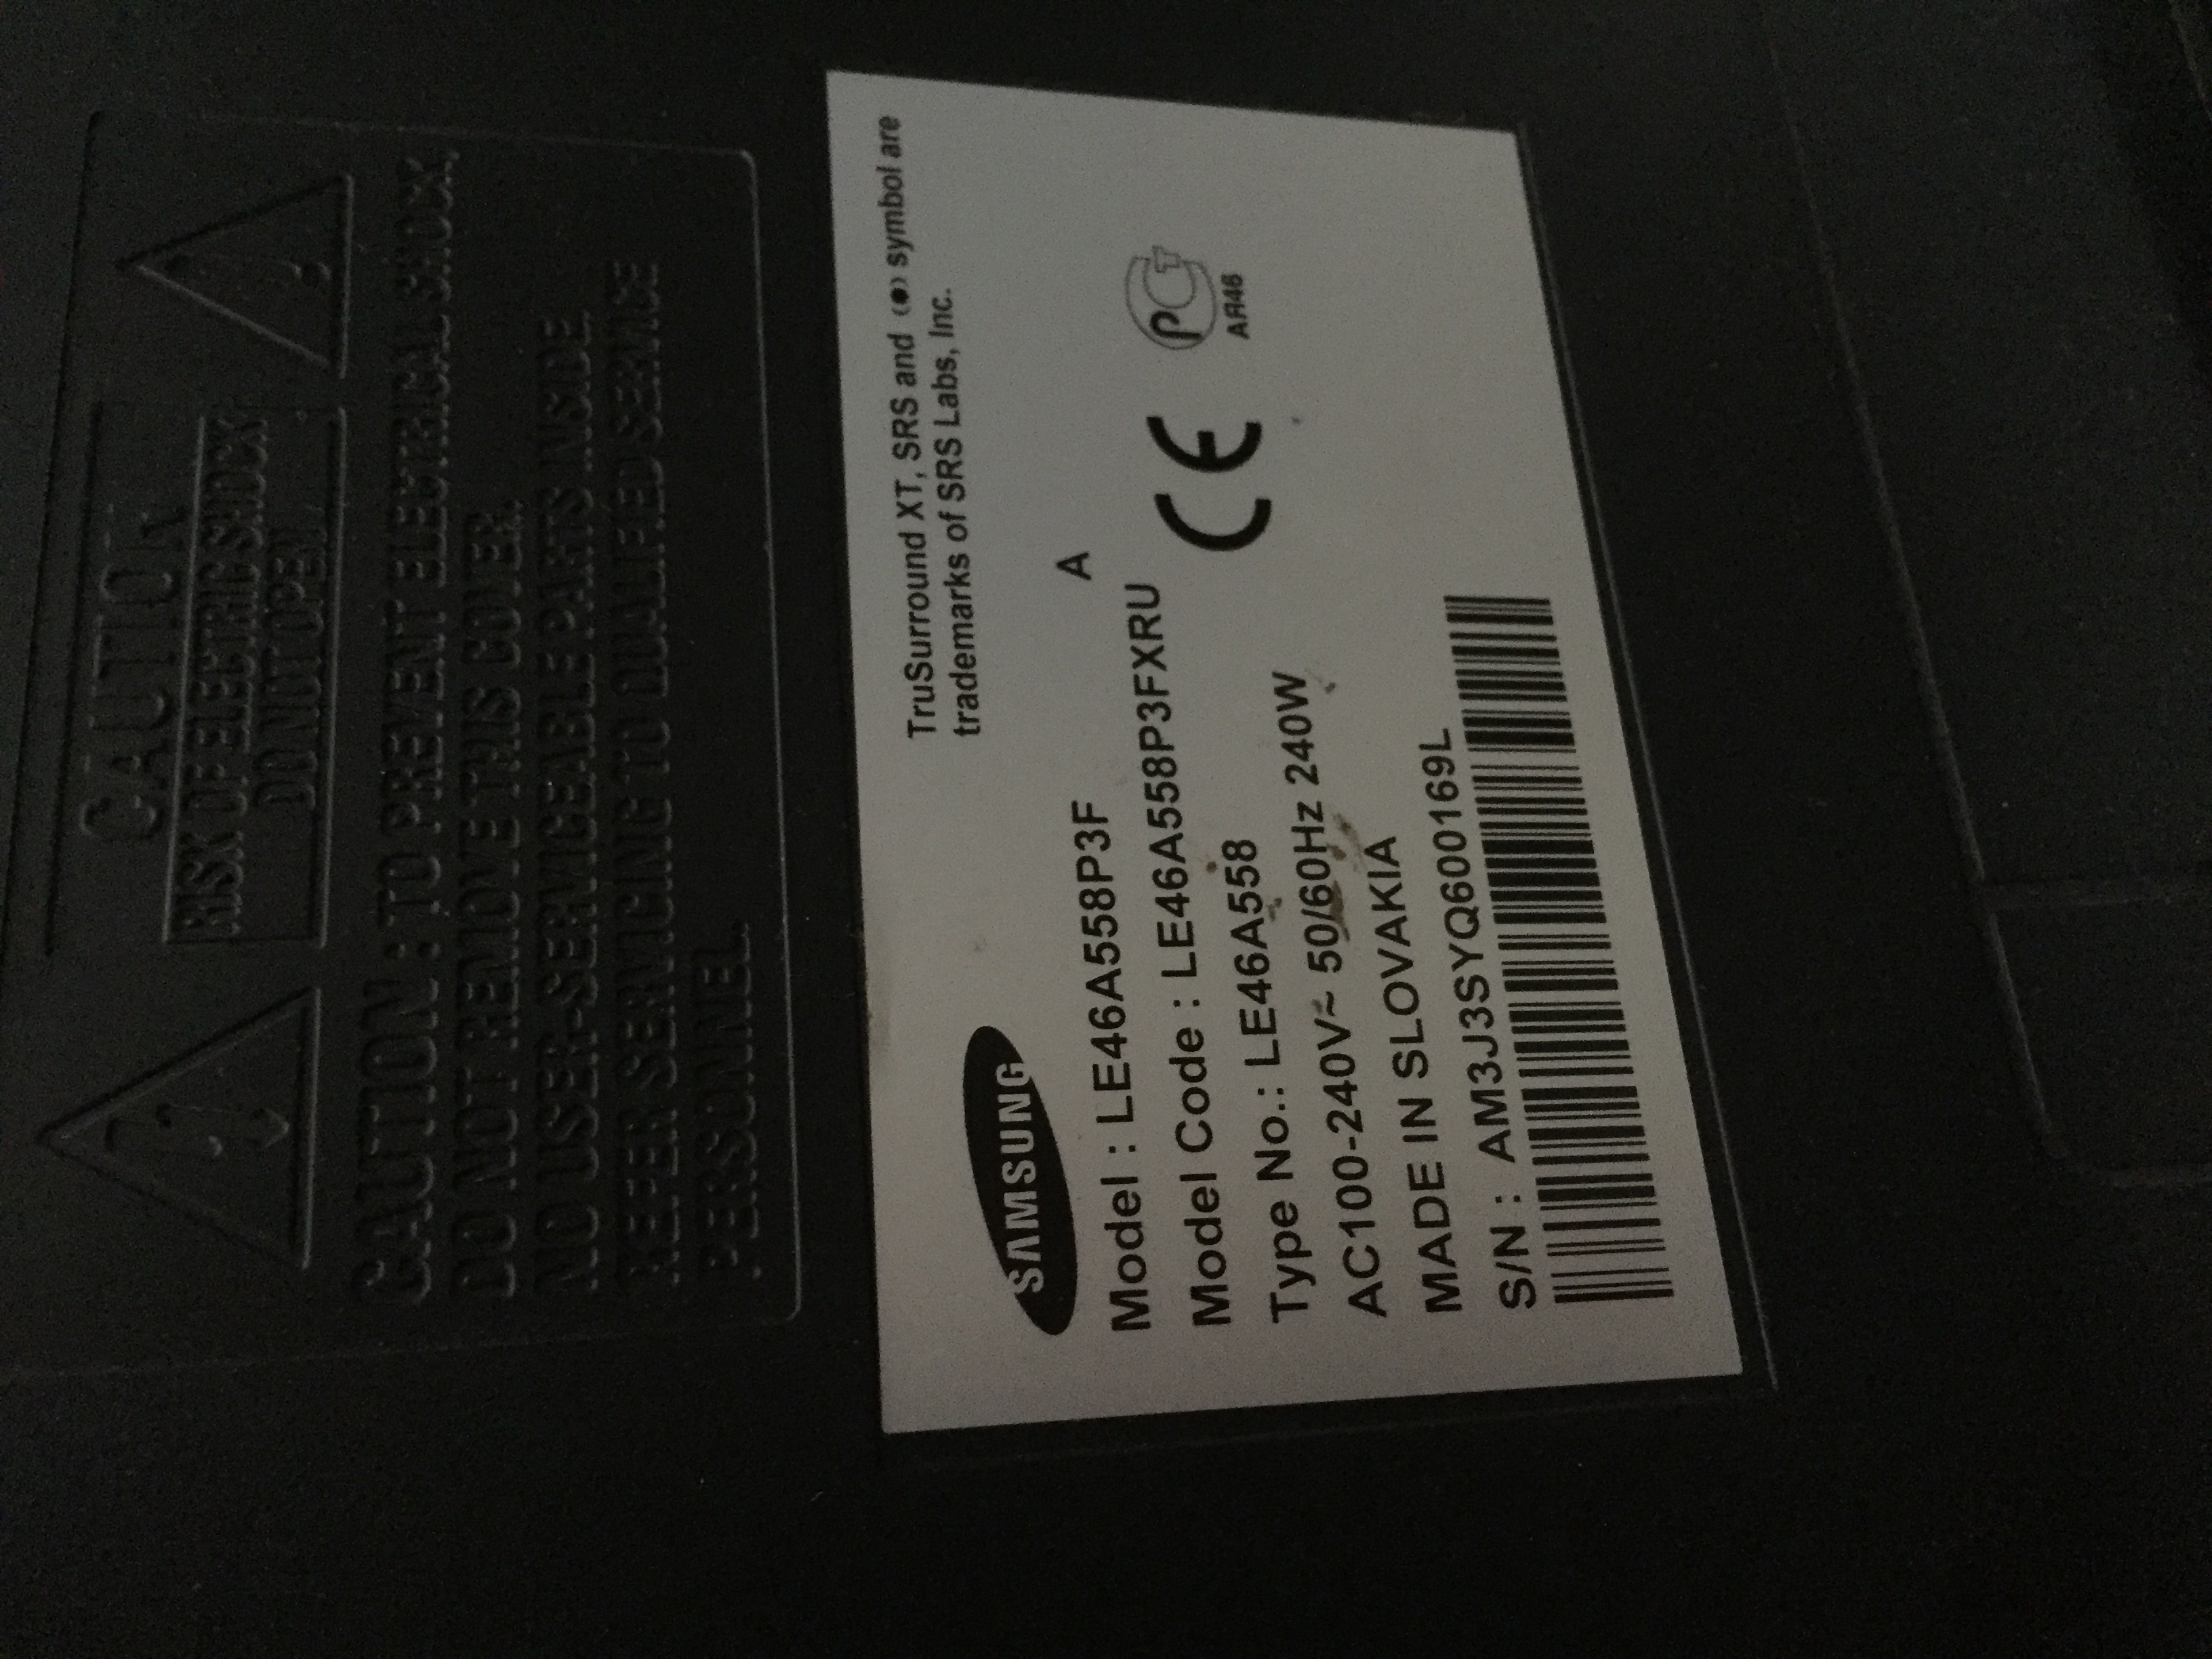 CAUTION
RISK OF ELECTRIC SHOCK
DO NOT OPEN
CAUTION : TO PREVENT ELECTRICAL SHOCK,
DO NOT REMOVE THIS COVER.
NO USER-SERVICEABLE PARTS INSIDE.
REFER SERVICING TO QUALIFIED SERVICE
PERSONNEL.
TruSurround XT, SRS and (●) symbol are
trademarks of SRS Labs, Inc.
SAMSUNG
Model : LE46A558P3F A
Model Code : LE46A558P3FXRU
Type No.: LE46A558
AC100-240V~ 50/60Hz 240W
MADE IN SLOVAKIA
S/N : AM3J3SYQ600169L
CE
PCT